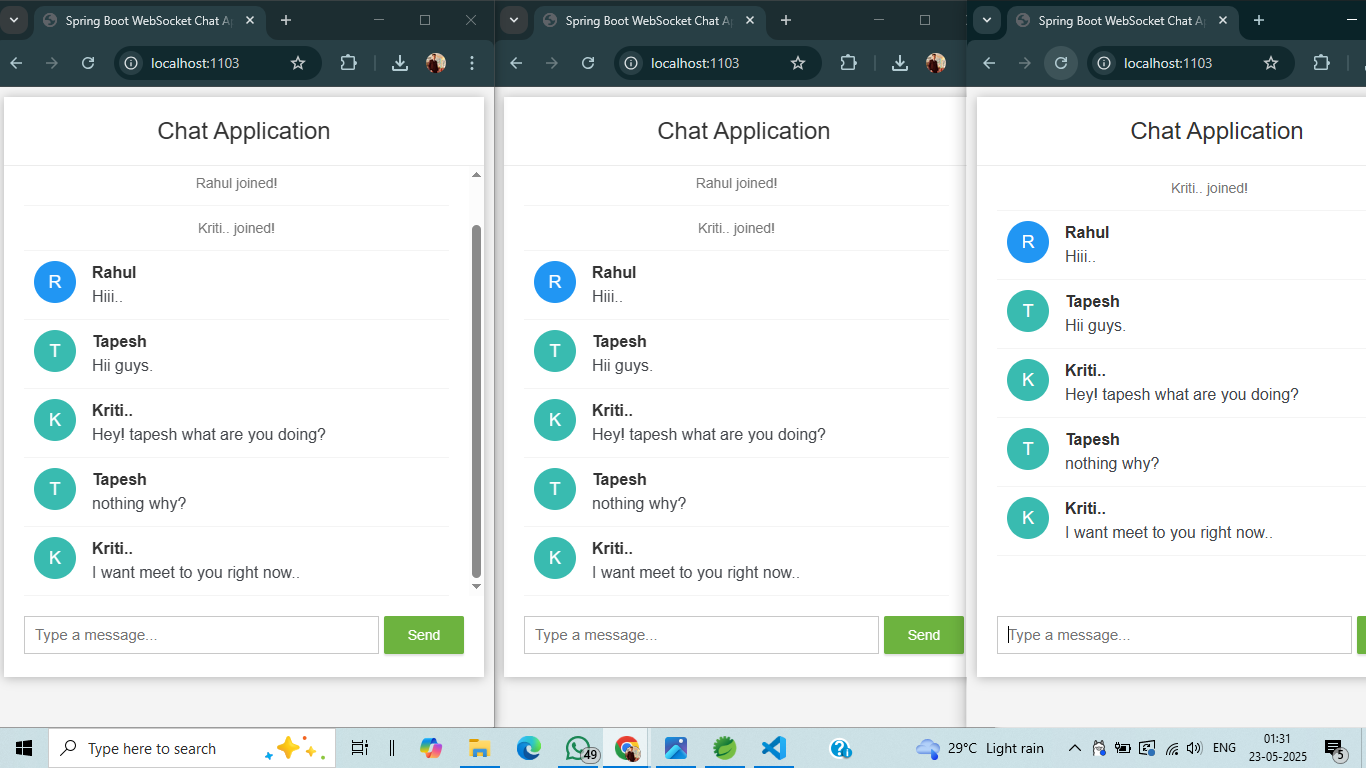 Spring Boot WebSocket Chat Ap
localhost:1103
Chat Application
Rahul joined!
Kriti.. joined!
R
Rahul
Hiii..
T
Tapesh
Hii guys.
K
Kriti..
Hey! tapesh what are you doing?
T
Tapesh
nothing why?
K
Kriti..
I want meet to you right now..
Type a message...
Send
Spring Boot WebSocket Chat Ap
localhost:1103
Chat Application
Rahul joined!
Kriti.. joined!
R
Rahul
Hiii..
T
Tapesh
Hii guys.
K
Kriti..
Hey! tapesh what are you doing?
T
Tapesh
nothing why?
K
Kriti..
I want meet to you right now..
Type a message...
Send
Spring Boot WebSocket Chat Ap
localhost:1103
Chat Application
Kriti.. joined!
R
Rahul
Hiii..
T
Tapesh
Hii guys.
K
Kriti..
Hey! tapesh what are you doing?
T
Tapesh
nothing why?
K
Kriti..
I want meet to you right now..
Type a message...
Type here to search
49
29°C Light rain
ENG
01:31
23-05-2025
5